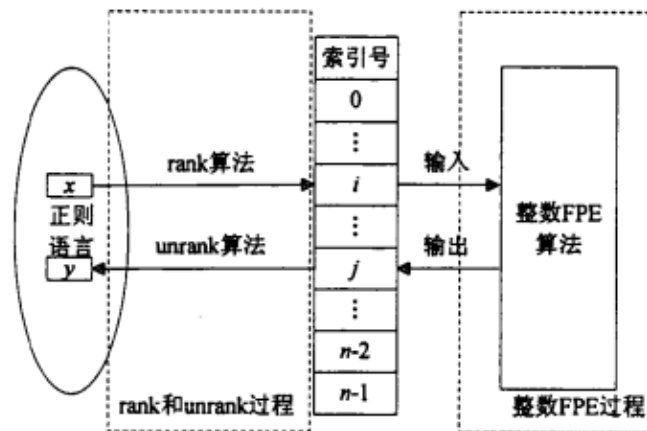 索引号
0
⋮
rank算法
输入
x
i
正则
语言
整数FPE
算法
⋮
unrank算法
输出
y
j
⋮
n-2
n-1
rank和unrank过程
整数FPE过程